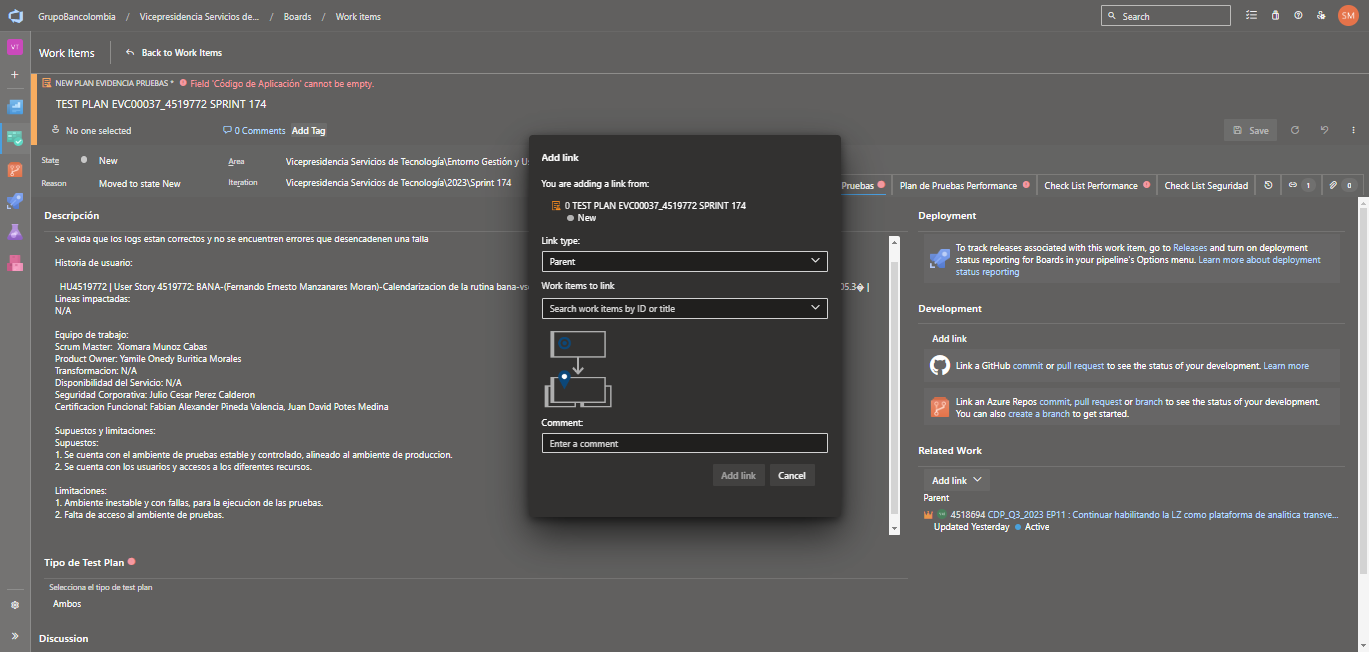 GrupoBancolombia / Vicepresidencia Servicios de... / Boards / Work items
Search
SM
VT
Work Items
Back to Work Items
NEW PLAN EVIDENCIA PRUEBAS * Field 'Código de Aplicación' cannot be empty.
TEST PLAN EVC00037_4519772 SPRINT 174
No one selected
0 Comments
Add Tag
Save
State
New
Area
Vicepresidencia Servicios de Tecnología\Entorno Gestión y Us
Reason
Moved to state New
Iteration
Vicepresidencia Servicios de Tecnología\2023\Sprint 174
Pruebas
Plan de Pruebas Performance
Check List Performance
Check List Seguridad
1
0
Descripción
Se valida que los logs estan correctos y no se encuentren errores que desencadenen una falla
Historia de usuario:
HU4519772 | User Story 4519772: BANA-(Fernando Ernesto Manzanares Moran)-Calendarizacion de la rutina bana-vs
05.3� |
Lineas impactadas:
N/A
Equipo de trabajo:
Scrum Master: Xiomara Munoz Cabas
Product Owner: Yamile Onedy Buritica Morales
Transformacion: N/A
Disponibilidad del Servicio: N/A
Seguridad Corporativa: Julio Cesar Perez Calderon
Certification Funcional: Fabian Alexander Pineda Valencia, Juan David Potes Medina
Supuestos y limitaciones:
Supuestos:
1. Se cuenta con el ambiente de pruebas estable y controlado, alineado al ambiente de produccion.
2. Se cuenta con los usuarios y accesos a los diferentes recursos.
Limitaciones:
1. Ambiente inestable y con fallas, para la ejecucion de las pruebas.
2. Falta de acceso al ambiente de pruebas.
Tipo de Test Plan
Selecciona el tipo de test plan
Ambos
Discussion
Add link
You are adding a link from:
0 TEST PLAN EVC00037_4519772 SPRINT 174
New
Link type:
Parent
Work items to link
Search work items by ID or title
Comment:
Enter a comment
Add link
Cancel
Deployment
To track releases associated with this work item, go to Releases and turn on deployment
status reporting for Boards in your pipeline's Options menu. Learn more about deployment
status reporting
Development
Add link
Link a GitHub commit or pull request to see the status of your development. Learn more
Link an Azure Repos commit, pull request or branch to see the status of your development.
You can also create a branch to get started.
Related Work
Add link
Parent
4518694 CDP_Q3_2023 EP11 : Continuar habilitando la LZ como plataforma de analitica transve...
Updated Yesterday Active